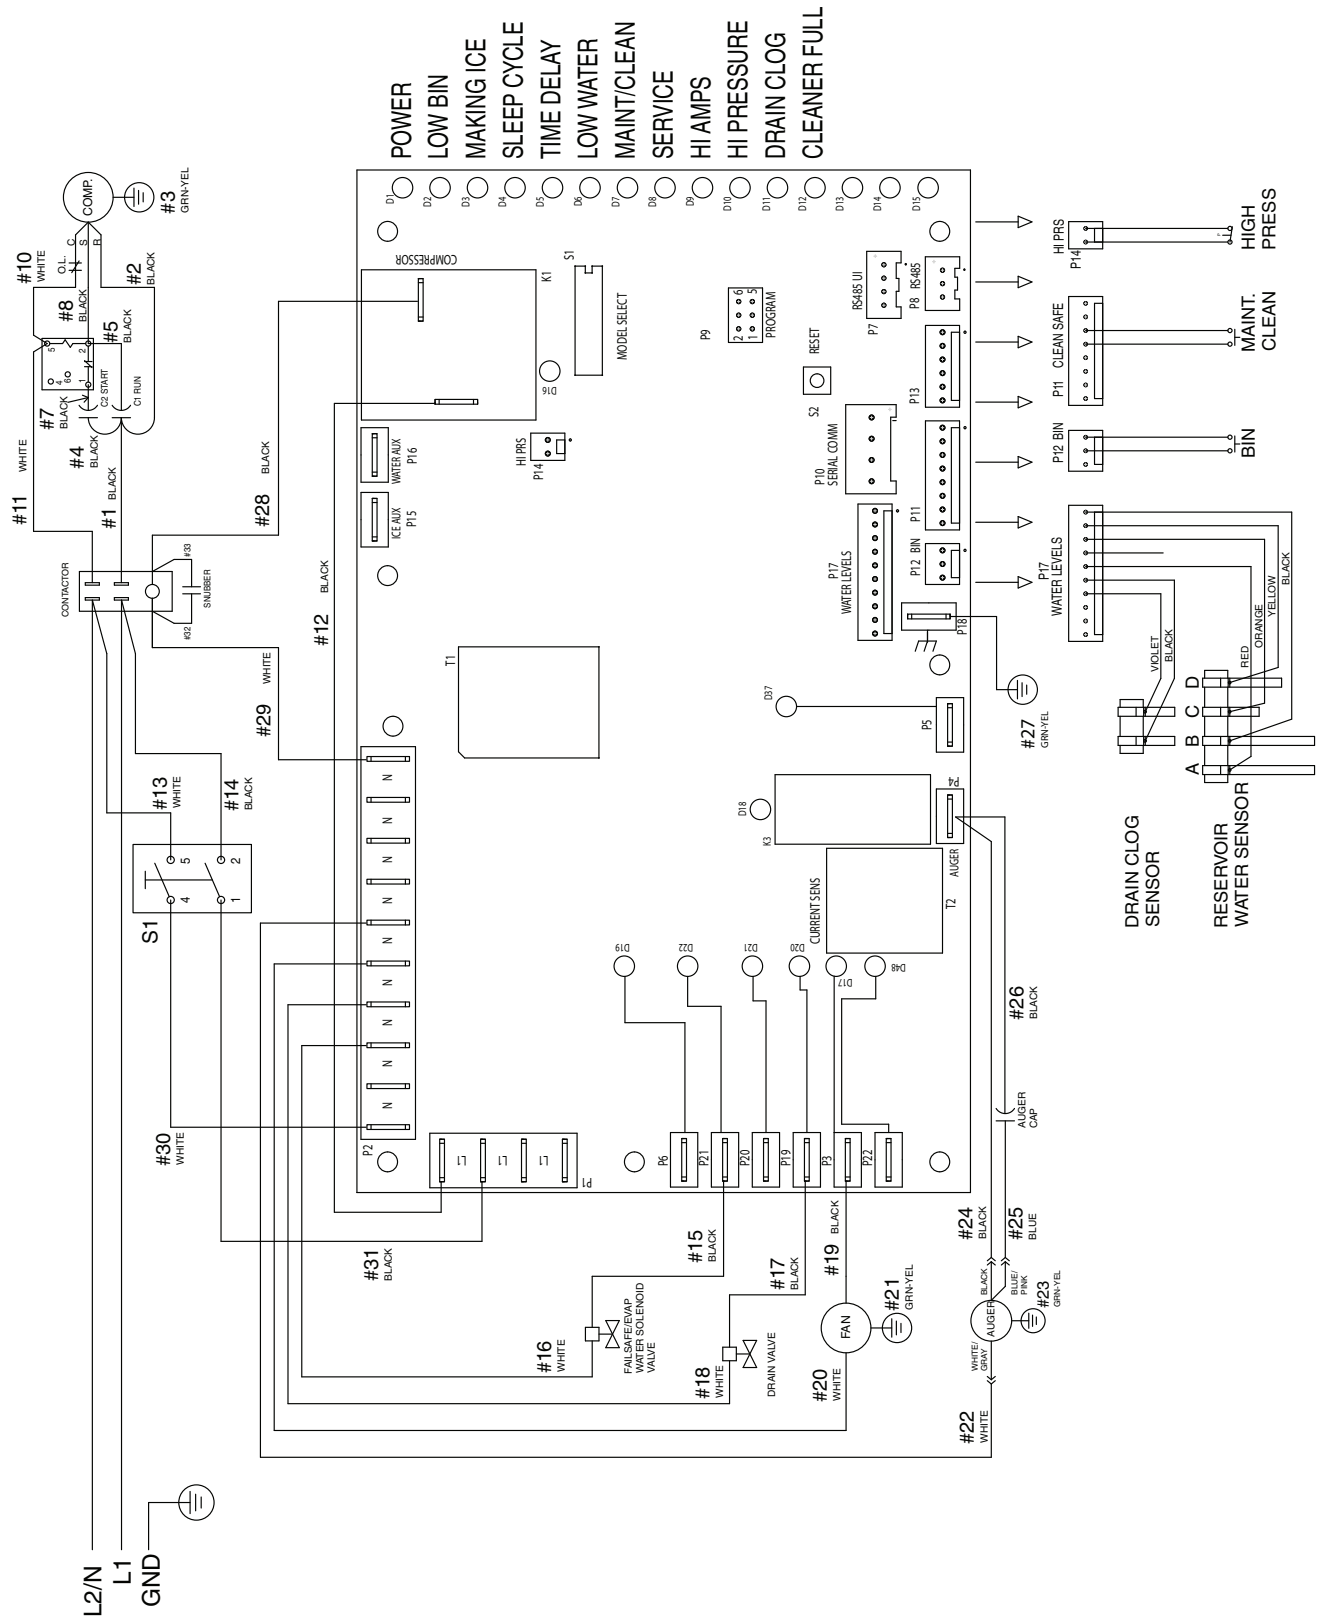 L2/N
L1
GND
CONTACTOR
#11
WHITE
#1
BLACK
#4
BLACK
#7
BLACK
C2 START
C1 RUN
5
4
6
2
1
#10
WHITE
O.L.
#8
BLACK
#5
BLACK
#2
BLACK
C
S
R
COMP.
#3
GRN-YEL
#32
#33
SNUBBER
#28
BLACK
#12
BLACK
#29
WHITE
#13
WHITE
#14
BLACK
S1
4
5
1
2
#30
WHITE
#31
BLACK
P2
N
N
N
N
N
N
N
N
N
P1
L1
L1
L1
T1
ICE AUX
P15
WATER AUX
P16
HI PRS
P14
COMPRESSOR
K1
D16
S1
MODEL SELECT
P9
2
1
6
5
PROGRAM
S2
RESET
P10
SERIAL COMM
P7
RS485 UI
P8
RS485
P13
P11
P12
BIN
P17
WATER LEVELS
P18
D1
D2
D3
D4
D5
D6
D7
D8
D9
D10
D11
D12
D13
D14
D15
POWER
LOW BIN
MAKING ICE
SLEEP CYCLE
TIME DELAY
LOW WATER
MAINT/CLEAN
SERVICE
HI AMPS
HI PRESSURE
DRAIN CLOG
CLEANER FULL
D37
P5
D18
K3
P4
AUGER
CURRENT SENS
T2
D19
D22
D21
D20
D17
D48
P6
P21
P20
P19
P3
P22
#15
BLACK
#16
WHITE
FAILSAFE/EVAP
WATER SOLENOID
VALVE
#17
BLACK
#18
WHITE
DRAIN VALVE
#19
BLACK
#20
WHITE
FAN
#21
GRN-YEL
#22
WHITE
WHITE/
GRAY
AUGER
BLACK
BLUE/
PINK
#23
GRN-YEL
#24
BLACK
#25
BLUE
AUGER
CAP
#26
BLACK
#27
GRN-YEL
P17
WATER LEVELS
P12
BIN
P11
CLEAN SAFE
P14
HI PRS
BIN
MAINT.
CLEAN
P
HIGH
PRESS
VIOLET
BLACK
RED
ORANGE
YELLOW
BLACK
A
B
C
D
DRAIN CLOG
SENSOR
RESERVOIR
WATER SENSOR